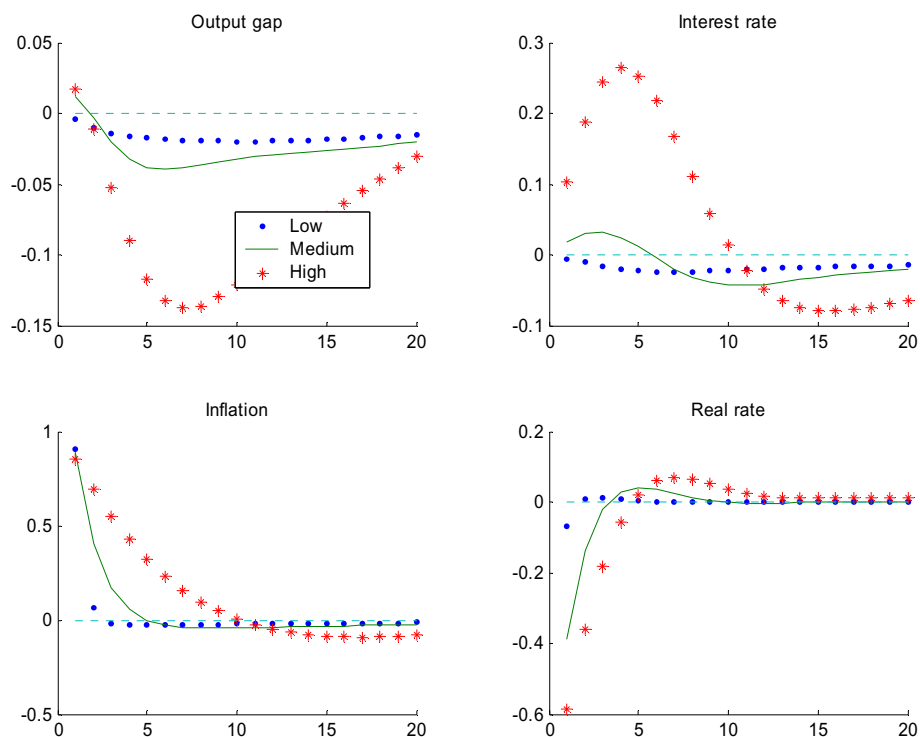 Output gap
0.05
0
-0.05
-0.1
-0.15
0 5 10 15 20
Low
Medium
High
Interest rate
0.3
0.2
0.1
0
-0.1
0 5 10 15 20
Inflation
1
0.5
0
-0.5
0 5 10 15 20
Real rate
0.2
0
-0.2
-0.4
-0.6
0 5 10 15 20